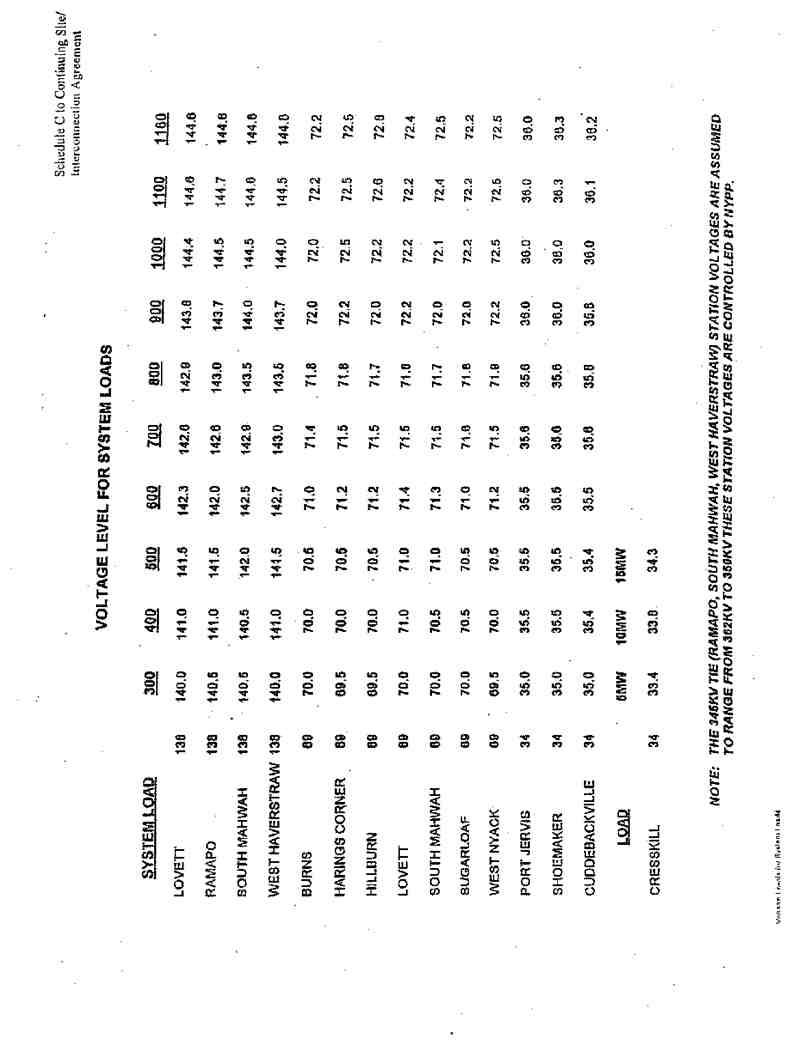 Schedule C to Continuing Site/
Interconnection Agreement
VOLTAGE LEVEL FOR SYSTEM LOADS
SYSTEM LOAD 300 400 500 600 700 800 900 1000 1100 1160
LOVETT 138 140.0 141.0 141.5 142.3 142.6 142.9 143.8 144.4 144.6 144.6
RAMAPO 138 140.5 141.0 141.5 142.0 142.6 143.0 143.7 144.5 144.7 144.8
SOUTH MAHWAH 138 140.5 140.5 142.0 142.5 142.9 143.5 144.0 144.5 144.6 144.6
WEST HAVERSTRAW 138 140.0 141.0 141.5 142.7 143.0 143.5 143.7 144.0 144.5 144.6
BURNS 69 70.0 70.0 70.5 71.0 71.4 71.8 72.0 72.0 72.2 72.2
HARINGS CORNER 69 69.5 70.0 70.5 71.2 71.5 71.8 72.2 72.5 72.5 72.5
HILLBURN 69 69.5 70.0 70.5 71.2 71.5 71.7 72.0 72.2 72.6 72.8
LOVETT 69 70.0 71.0 71.0 71.4 71.5 71.8 72.2 72.2 72.2 72.4
SOUTH MAHWAH 69 70.0 70.5 71.0 71.3 71.5 71.7 72.0 72.1 72.4 72.5
SUGARLOAF 69 70.0 70.5 70.5 71.0 71.8 71.8 72.0 72.2 72.2 72.2
WEST NYACK 69 69.5 70.0 70.5 71.2 71.5 71.9 72.2 72.5 72.5 72.5
PORT JERVIS 34 35.0 35.5 35.5 35.5 35.6 35.6 36.0 36.0 36.0 36.0
SHOEMAKER 34 35.0 35.5 35.5 35.5 35.6 35.6 36.0 36.0 36.3 36.3
CUDDEBACKVILLE 34 35.0 35.4 35.4 35.5 35.6 35.8 35.8 36.0 36.1 36.2
LOAD 5MW 10MW 15MW
CRESSKILL 34 33.4 33.8 34.3
NOTE: THE 345KV TIE (RAMAPO, SOUTH MAHWAH, WEST HAVERSTRAW) STATION VOLTAGES ARE ASSUMED
TO RANGE FROM 352KV TO 359KV THESE STATION VOLTAGES ARE CONTROLLED BY NYPP.